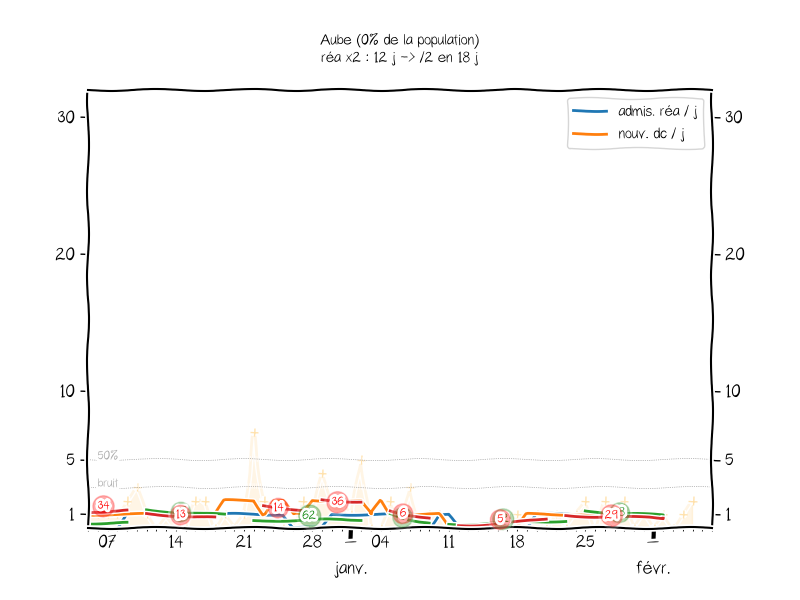 Aube (0% de la population)
réa x2 : 12 j -> /2 en 18 j
admis. réa / j
nouv. dc / j
30 30
20 20
10 10
50%
5 5
bruit
1 1
34 13 14 62 36 6 5 29
07 14 21 28 04 11 18 25
janv. févr.